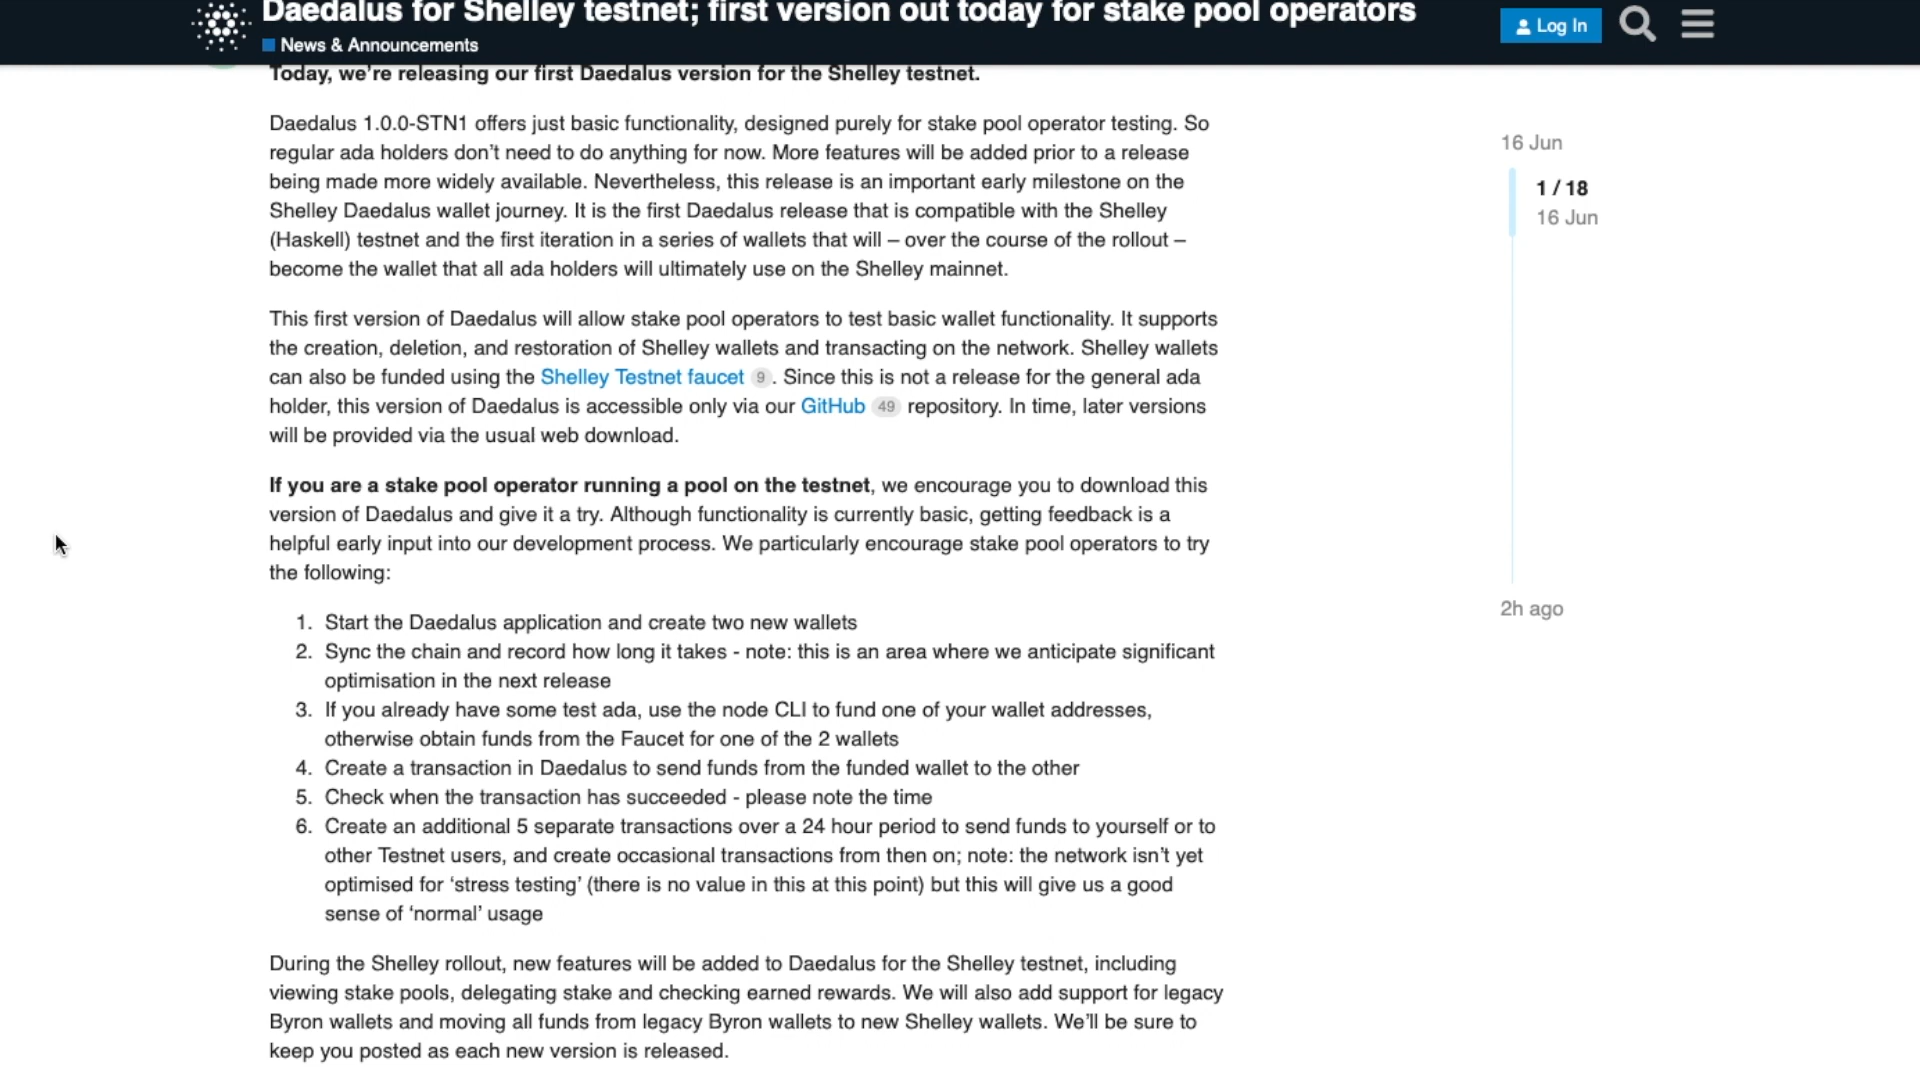 Daedalus for Shelley testnet; first version out today for stake pool operators
News & Announcements
Log In
Today, we’re releasing our first Daedalus version for the Shelley testnet.
Daedalus 1.0.0-STN1 offers just basic functionality, designed purely for stake pool operator testing. So
regular ada holders don’t need to do anything for now. More features will be added prior to a release
being made more widely available. Nevertheless, this release is an important early milestone on the
Shelley Daedalus wallet journey. It is the first Daedalus release that is compatible with the Shelley
(Haskell) testnet and the first iteration in a series of wallets that will – over the course of the rollout –
become the wallet that all ada holders will ultimately use on the Shelley mainnet.
This first version of Daedalus will allow stake pool operators to test basic wallet functionality. It supports
the creation, deletion, and restoration of Shelley wallets and transacting on the network. Shelley wallets
can also be funded using the Shelley Testnet faucet 9. Since this is not a release for the general ada
holder, this version of Daedalus is accessible only via our GitHub 49 repository. In time, later versions
will be provided via the usual web download.
If you are a stake pool operator running a pool on the testnet, we encourage you to download this
version of Daedalus and give it a try. Although functionality is currently basic, getting feedback is a
helpful early input into our development process. We particularly encourage stake pool operators to try
the following:
1. Start the Daedalus application and create two new wallets
2. Sync the chain and record how long it takes - note: this is an area where we anticipate significant
optimisation in the next release
3. If you already have some test ada, use the node CLI to fund one of your wallet addresses,
otherwise obtain funds from the Faucet for one of the 2 wallets
4. Create a transaction in Daedalus to send funds from the funded wallet to the other
5. Check when the transaction has succeeded - please note the time
6. Create an additional 5 separate transactions over a 24 hour period to send funds to yourself or to
other Testnet users, and create occasional transactions from then on; note: the network isn’t yet
optimised for ‘stress testing’ (there is no value in this at this point) but this will give us a good
sense of ‘normal’ usage
During the Shelley rollout, new features will be added to Daedalus for the Shelley testnet, including
viewing stake pools, delegating stake and checking earned rewards. We will also add support for legacy
Byron wallets and moving all funds from legacy Byron wallets to new Shelley wallets. We’ll be sure to
keep you posted as each new version is released.
16 Jun
1 / 18
16 Jun
2h ago